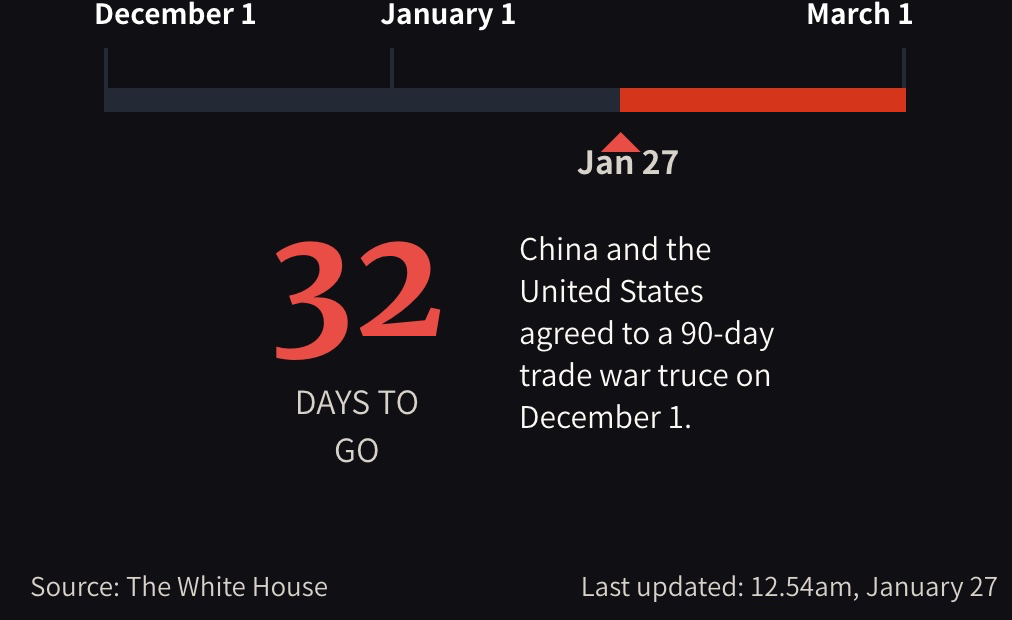 December 1 January 1 March 1
Jan 27
32
DAYS TO
GO
China and the
United States
agreed to a 90-day
trade war truce on
December 1.
Source: The White House
Last updated: 12.54am, January 27